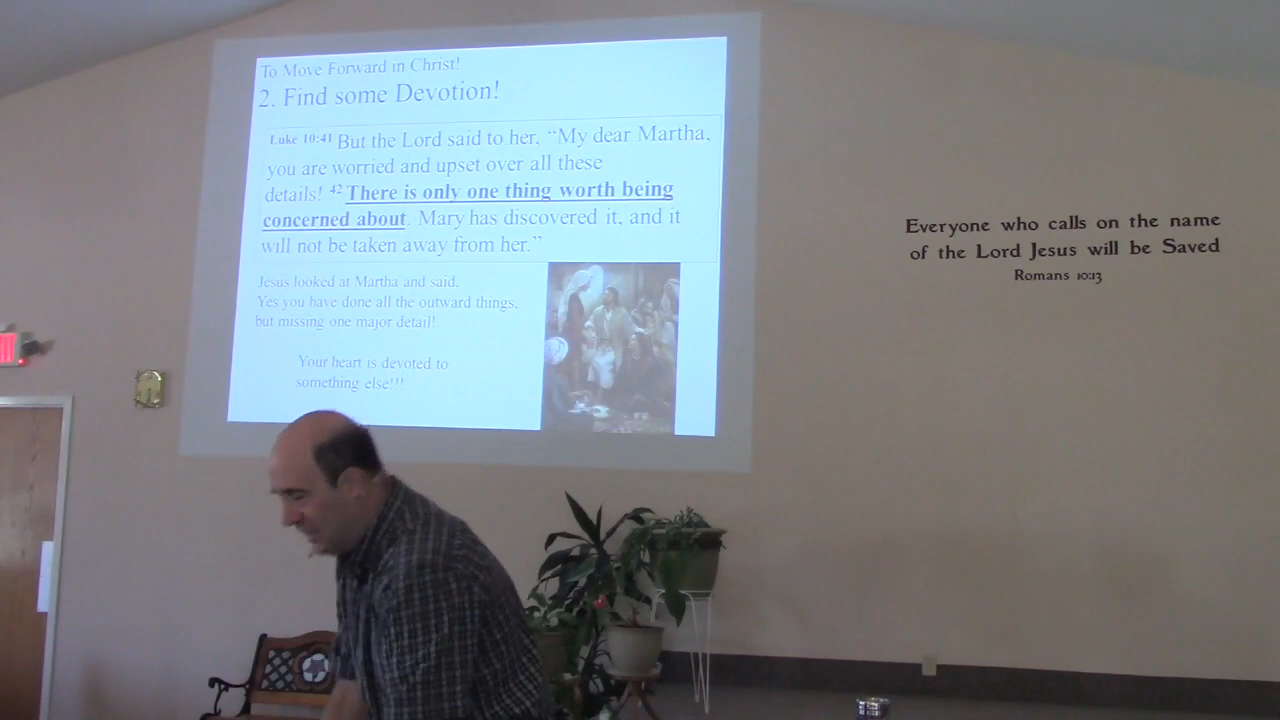 To Move Forward in Christ!
2. Find some Devotion!
Luke 10:41 But the Lord said to her, “My dear Martha,
you are worried and upset over all these
details! 42 There is only one thing worth being
concerned about. Mary has discovered it, and it
will not be taken away from her.”
Jesus looked at Martha and said,
Yes you have done all the outward things,
but missing one major detail!
Your heart is devoted to
something else!!!
Everyone who calls on the name
of the Lord Jesus will be Saved
Romans 10:13